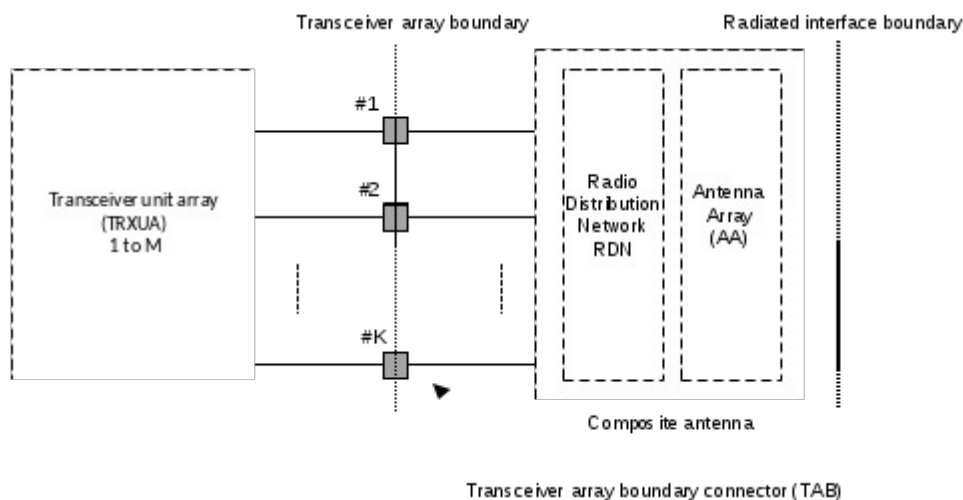 Transceiver array boundary
Radiated interface boundary
#1
#2
#K
Transceiver unit array
(TRXUA)
1 to M
Radio
Distribution
Network
RDN
Antenna
Array
(AA)
Composite antenna
Transceiver array boundary connector (TAB)